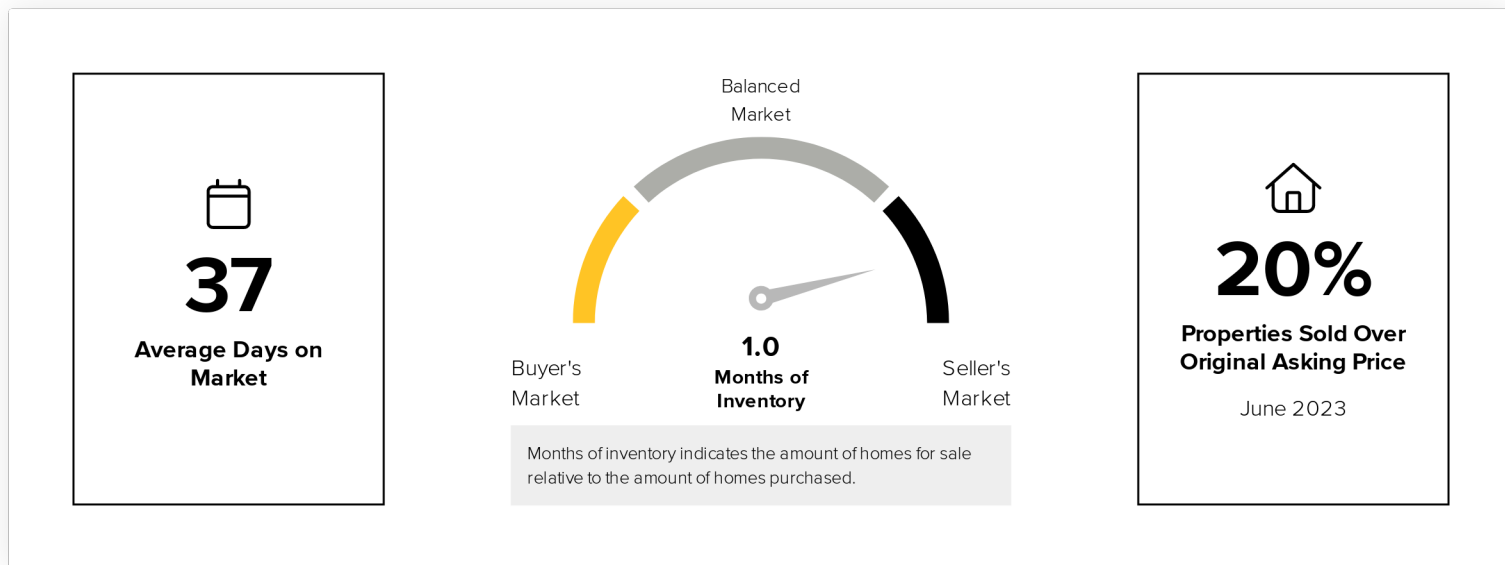 37
Average Days on
Market
Balanced
Market
1.0
Months of
Inventory
Buyer's
Market
Seller's
Market
Months of inventory indicates the amount of homes for sale
relative to the amount of homes purchased.
20%
Properties Sold Over
Original Asking Price
June 2023